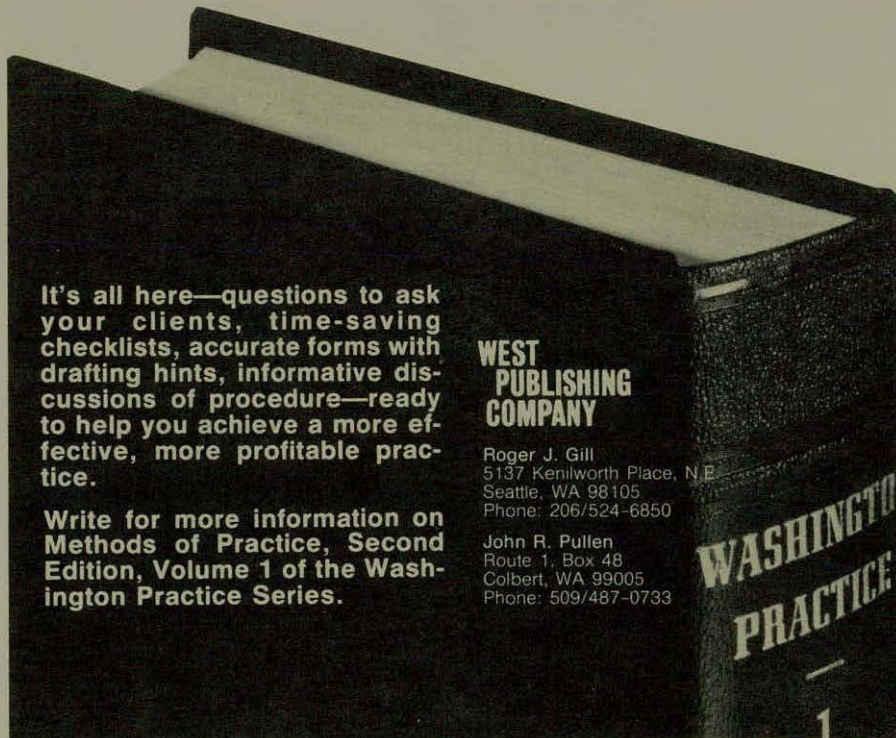 It's all here—questions to ask
your clients, time-saving
checklists, accurate forms with
drafting hints, informative dis-
cussions of procedure—ready
to help you achieve a more ef-
fective, more profitable prac-
tice.
Write for more information on
Methods of Practice, Second
Edition, Volume 1 of the Wash-
ington Practice Series.
WEST
PUBLISHING
COMPANY
Roger J. Gill
5137 Kenilworth Place, N.E.
Seattle, WA 98105
Phone: 206/524-6850
John R. Pullen
Route 1, Box 48
Colbert, WA 99005
Phone: 509/487-0733
WASHINGTO
PRACTICE
1